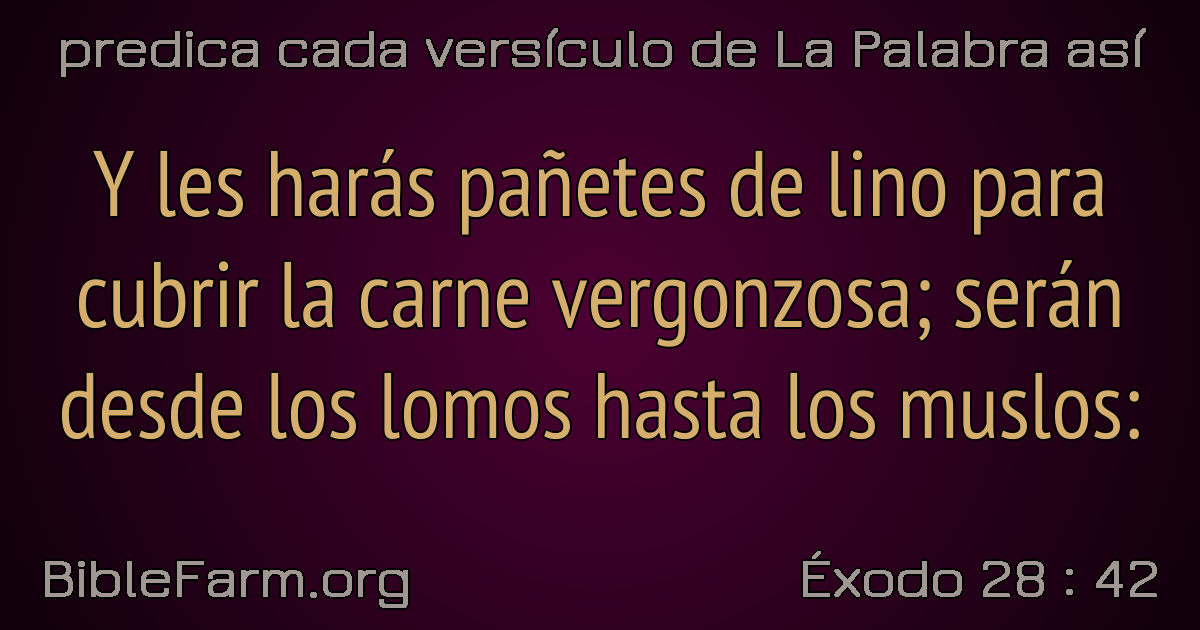 predica cada versículo de La Palabra así
Y les harás pañetes de lino para
cubrir la carne vergonzosa; serán
desde los lomos hasta los muslos:
BibleFarm.org
Éxodo 28 : 42